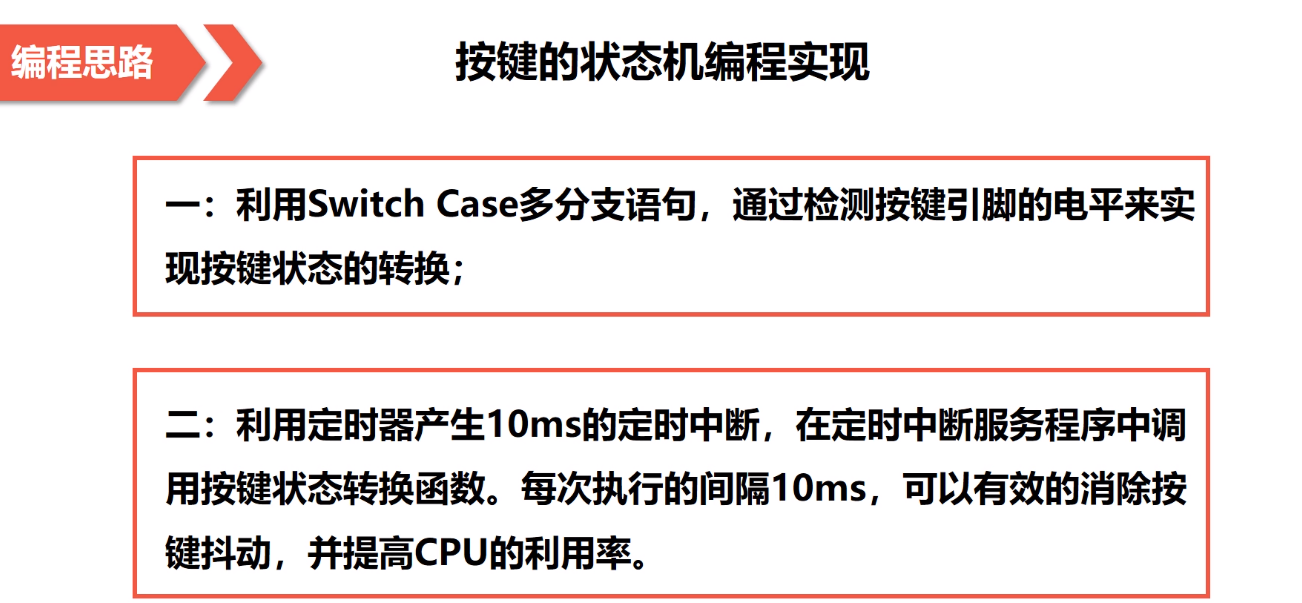 编程思路
按键的状态机编程实现
一：利用Switch Case多分支语句，通过检测按键引脚的电平来实
现按键状态的转换；
二：利用定时器产生10ms的定时中断，在定时中断服务程序中调
用按键状态转换函数。每次执行的间隔10ms，可以有效的消除按
键抖动，并提高CPU的利用率。